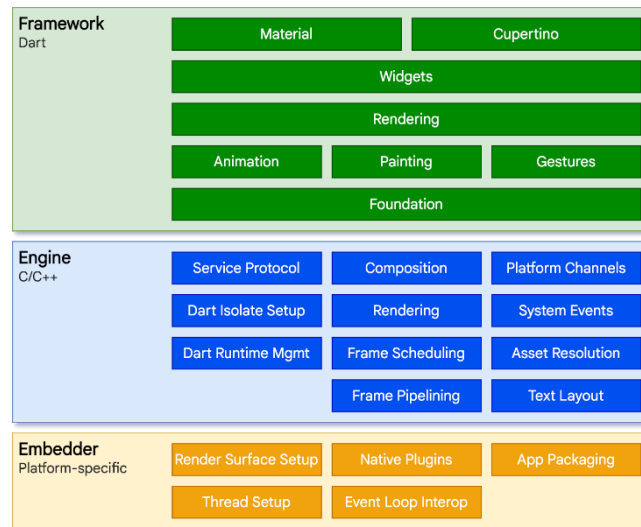 Framework
Dart
Material
Cupertino
Widgets
Rendering
Animation
Painting
Gestures
Foundation
Engine
C/C++
Service Protocol
Composition
Platform Channels
Dart Isolate Setup
Rendering
System Events
Dart Runtime Mgmt
Frame Scheduling
Asset Resolution
Frame Pipelining
Text Layout
Embedder
Platform-specific
Render Surface Setup
Native Plugins
App Packaging
Thread Setup
Event Loop Interop